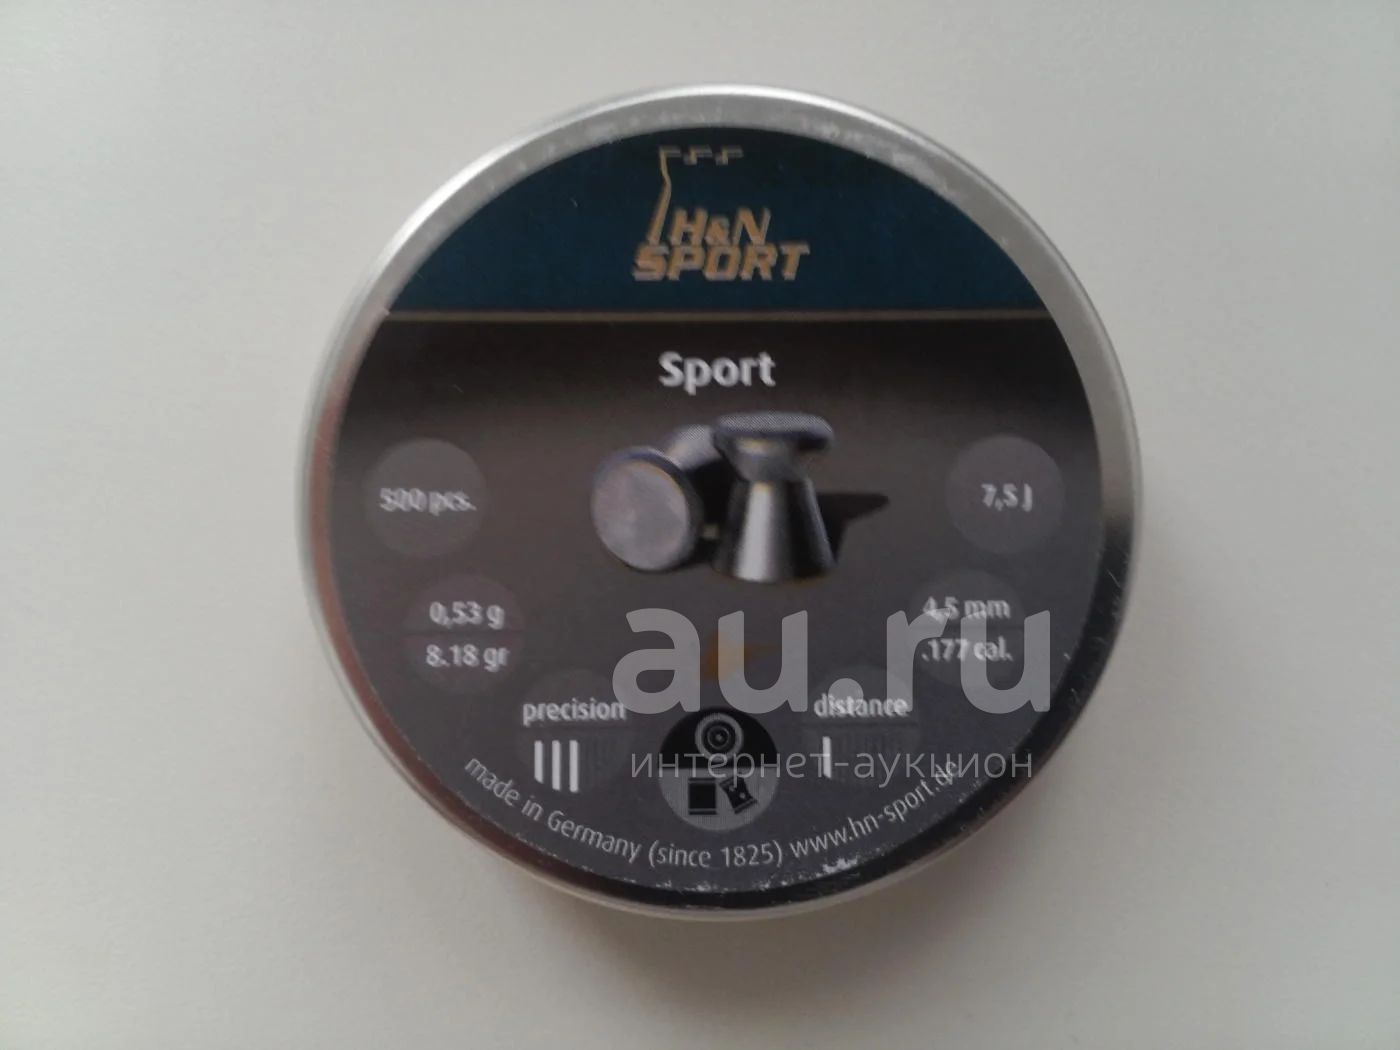 H&N
SPORT
Sport
500 pcs.
7,5 J
0,53 g
8.18 gr
4,5 mm
.177 cal.
au.ru
precision
distance
интернет-аукцион
made in Germany (since 1825) www.hn-sport.de